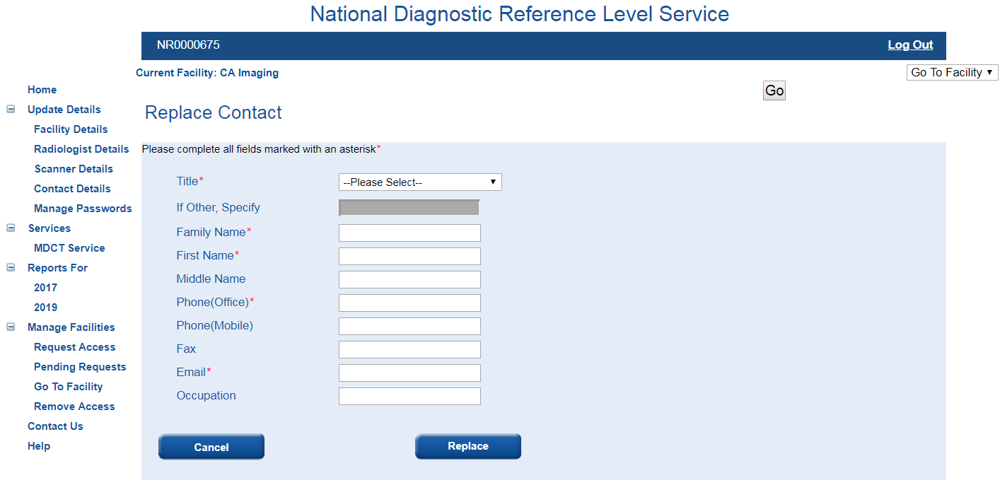 National Diagnostic Reference Level Service
NR0000675 Log Out
Current Facility: CA Imaging Go To Facility
Go
Home
Update Details
Facility Details
Radiologist Details
Scanner Details
Contact Details
Manage Passwords
Services
MDCT Service
Reports For
2017
2019
Manage Facilities
Request Access
Pending Requests
Go To Facility
Remove Access
Contact Us
Help
Replace Contact
Please complete all fields marked with an asterisk*
Title* --Please Select--
If Other, Specify
Family Name*
First Name*
Middle Name
Phone(Office)*
Phone(Mobile)
Fax
Email*
Occupation
Cancel Replace